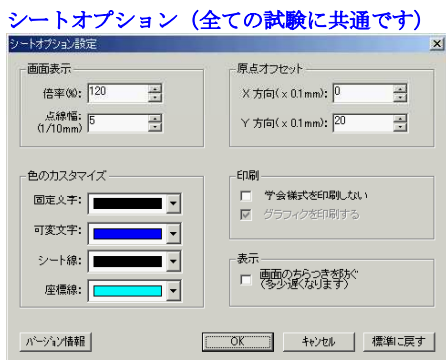 シートオプション（全ての試験に共通です）
シートオプション設定
画面表示
倍率(%): 120
点線幅: 5
(1/10mm)
原点オフセット
X 方向(x 0.1mm): 0
Y 方向(x 0.1mm): 20
色のカスタマイズ
固定文字:
可変文字:
シート線:
座標線:
印刷
学会様式を印刷しない
グラフィクを印刷する
表示
画面のちらつきを防ぐ
(多少遅くなります)
バージョン情報
OK
キャンセル
標準に戻す